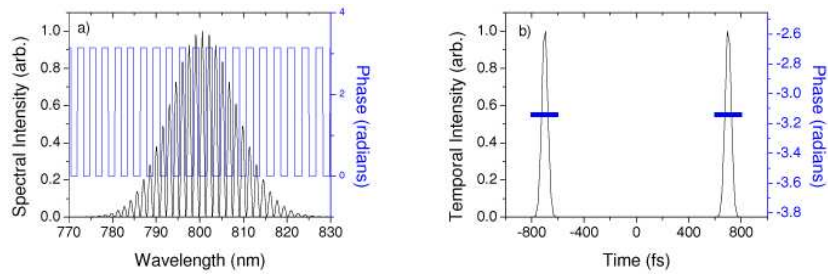 a)
Spectral Intensity (arb.)
1.0
0.8
0.6
0.4
0.2
0.0
770 780 790 800 810 820 830
Wavelength (nm)
4
3
2
1
0
-1
Phase (radians)
b)
Temporal Intensity (arb.)
1.0
0.8
0.6
0.4
0.2
0.0
-800 -400 0 400 800
Time (fs)
-2.6
-2.8
-3.0
-3.2
-3.4
-3.6
-3.8
Phase (radians)